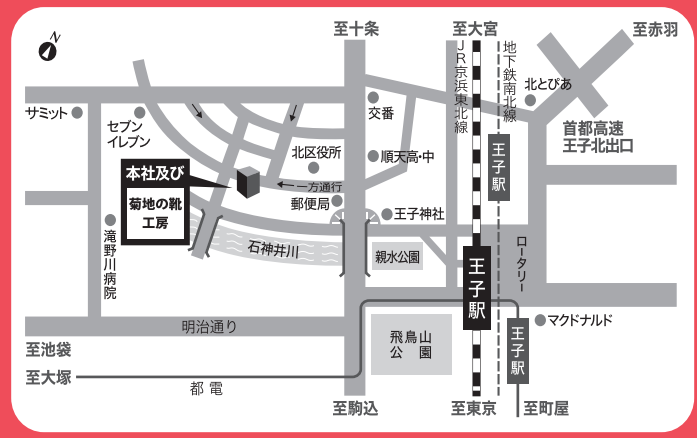 至十条
至大宮
至赤羽
N
JR京浜東北線
地下鉄南北線
北とぴあ
サミット
セブン
イレブン
交番
首都高速
王子北出口
北区役所
順天高・中
王子駅
本社及び
菊地の靴
工房
一方通行
郵便局
王子神社
滝野川病院
石神井川
親水公園
ロータリー
王子駅
明治通り
飛鳥山
公園
王子駅
マクドナルド
至池袋
至大塚
都電
至駒込
至東京
至町屋